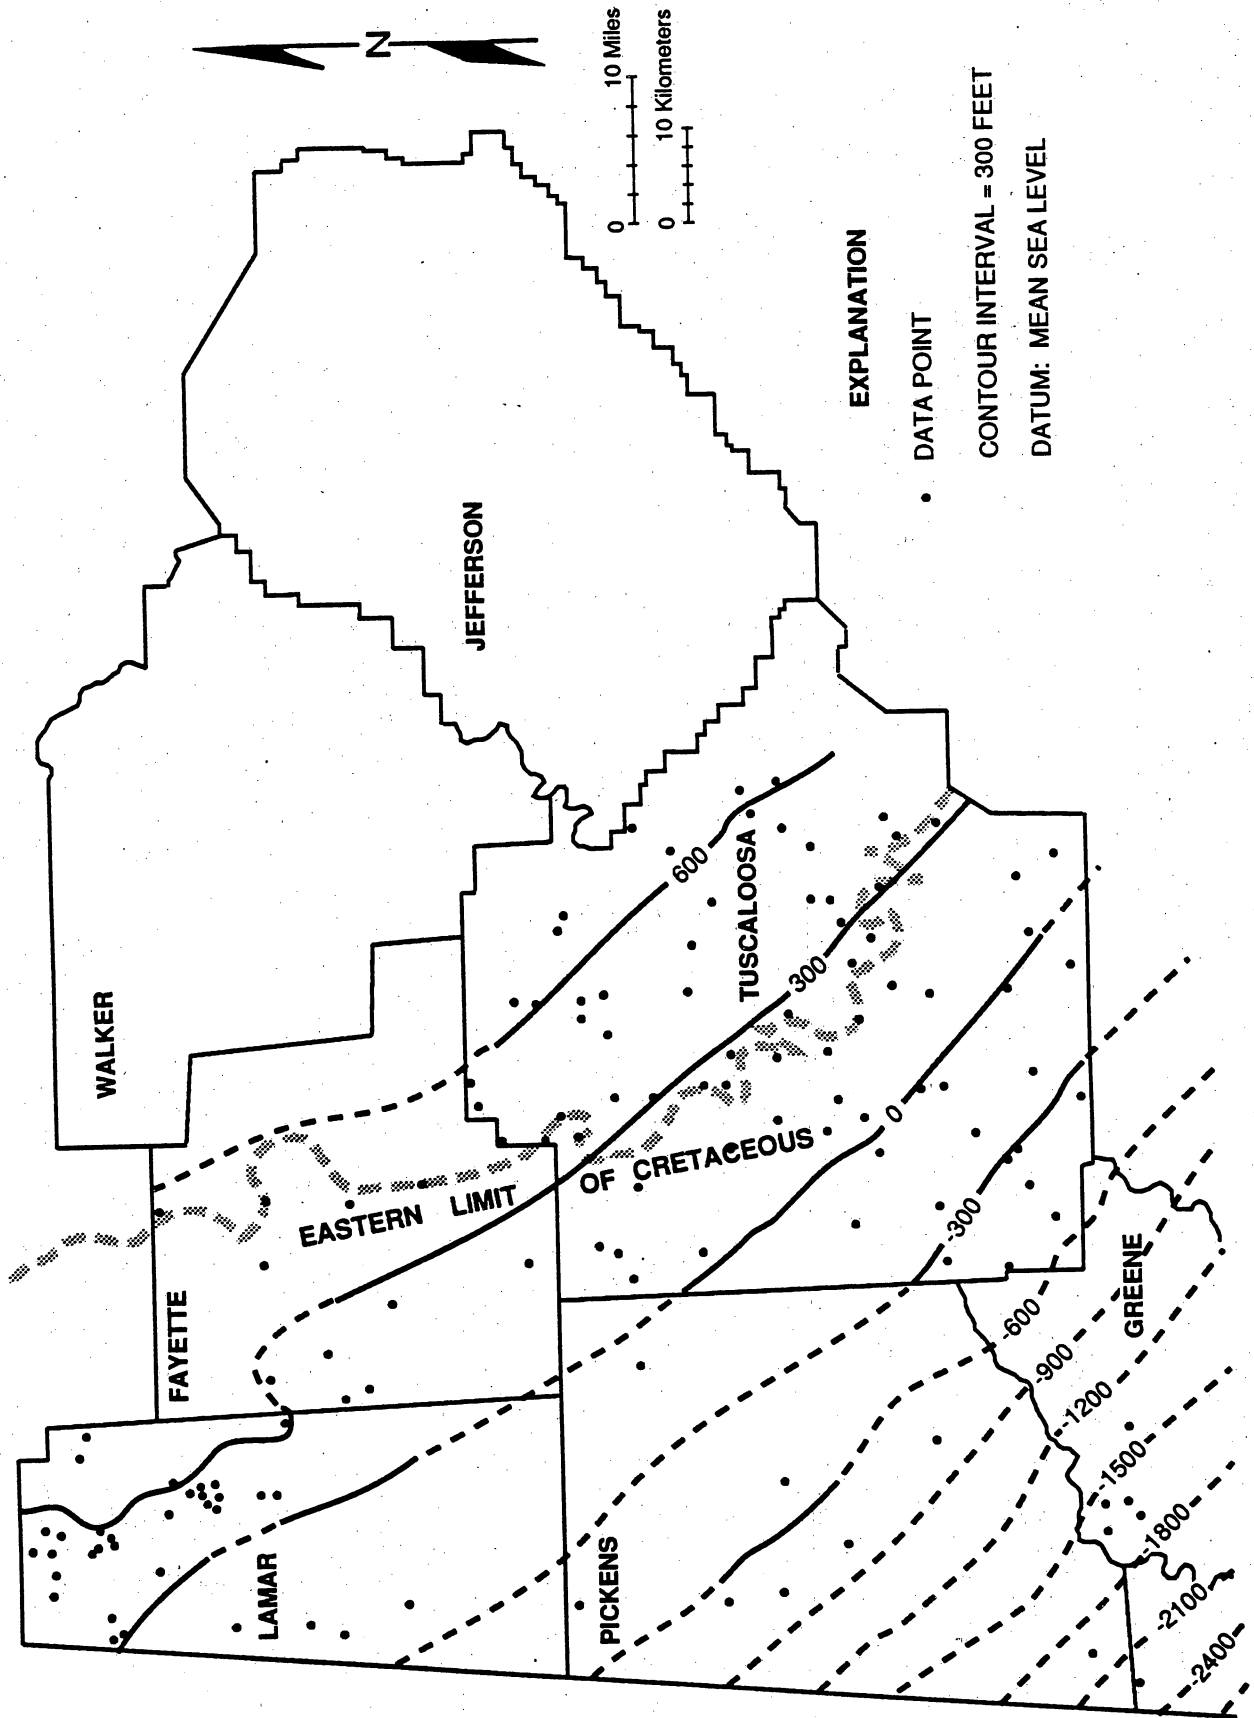 N
0 10 Miles
0 10 Kilometers
WALKER
JEFFERSON
FAYETTE
LAMAR
TUSCALOOSA
PICKENS
GREENE
EASTERN LIMIT OF CRETACEOUS
600
300
0
-300
-600
-900
-1200
-1500
-1800
-2100
-2400
EXPLANATION
• DATA POINT
CONTOUR INTERVAL = 300 FEET
DATUM: MEAN SEA LEVEL